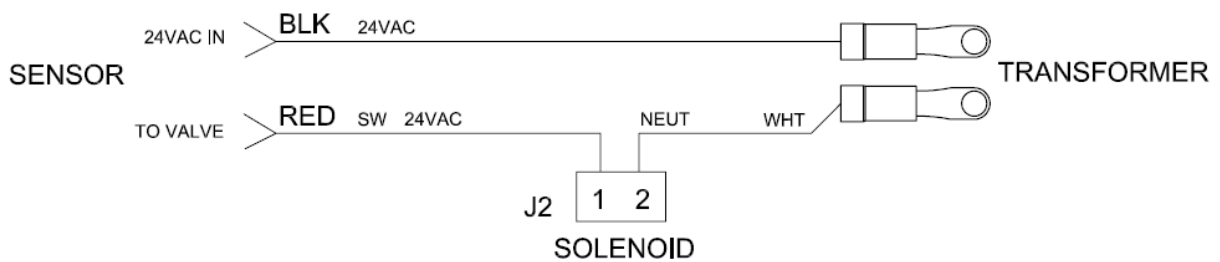 24VAC IN BLK 24VAC
SENSOR TRANSFORMER
TO VALVE RED SW 24VAC NEUT WHT
J2 1 2
SOLENOID